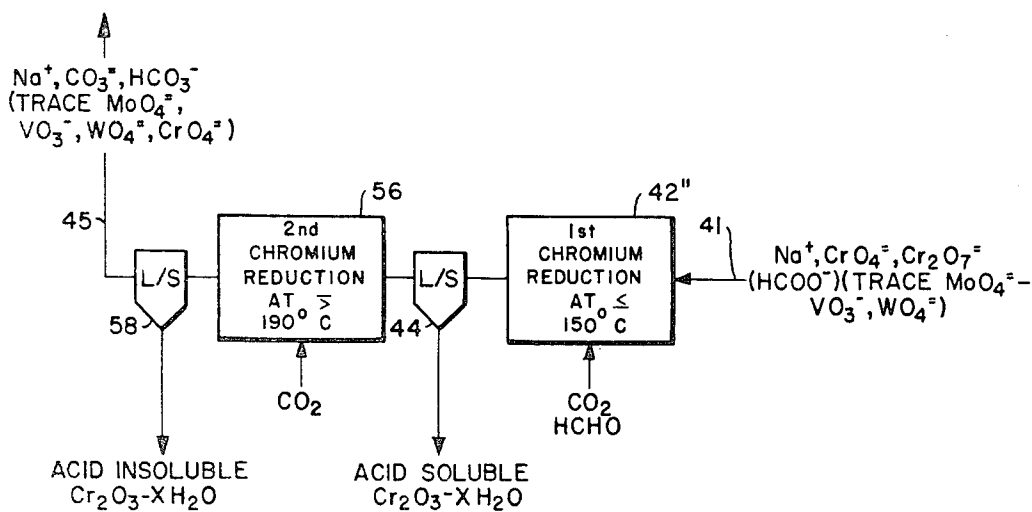 Na⁺, CO₃⁼, HCO₃⁻
(TRACE MoO₄⁼,
VO₃⁻, WO₄⁼, CrO₄⁼)
45
L/S
58
56
2nd
CHROMIUM
REDUCTION
AT ≥
190° C
CO₂
L/S
44
42"
1st
CHROMIUM
REDUCTION
AT ≤
150° C
CO₂
HCHO
41
Na⁺, CrO₄⁼, Cr₂O₇⁼
(HCOO⁻)(TRACE MoO₄⁼-
VO₃⁻, WO₄⁼)
ACID INSOLUBLE
Cr₂O₃-XH₂O
ACID SOLUBLE
Cr₂O₃-XH₂O